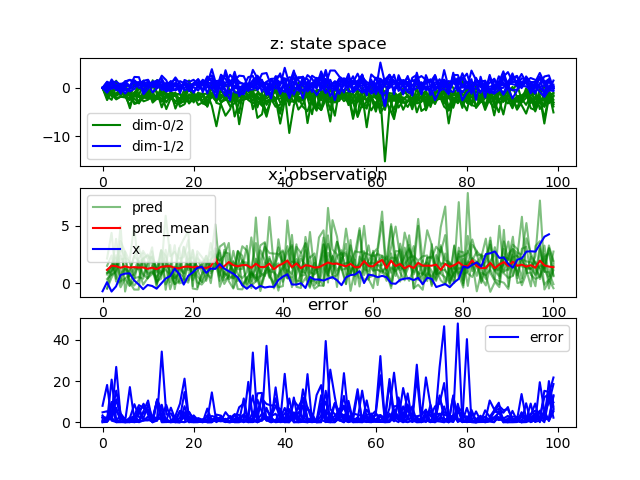 z: state space
0
−10
dim-0/2
dim-1/2
0 20 40 60 80 100
x: observation
5
0
pred
pred_mean
x
0 20 40 60 80 100
error
40
20
0
error
0 20 40 60 80 100